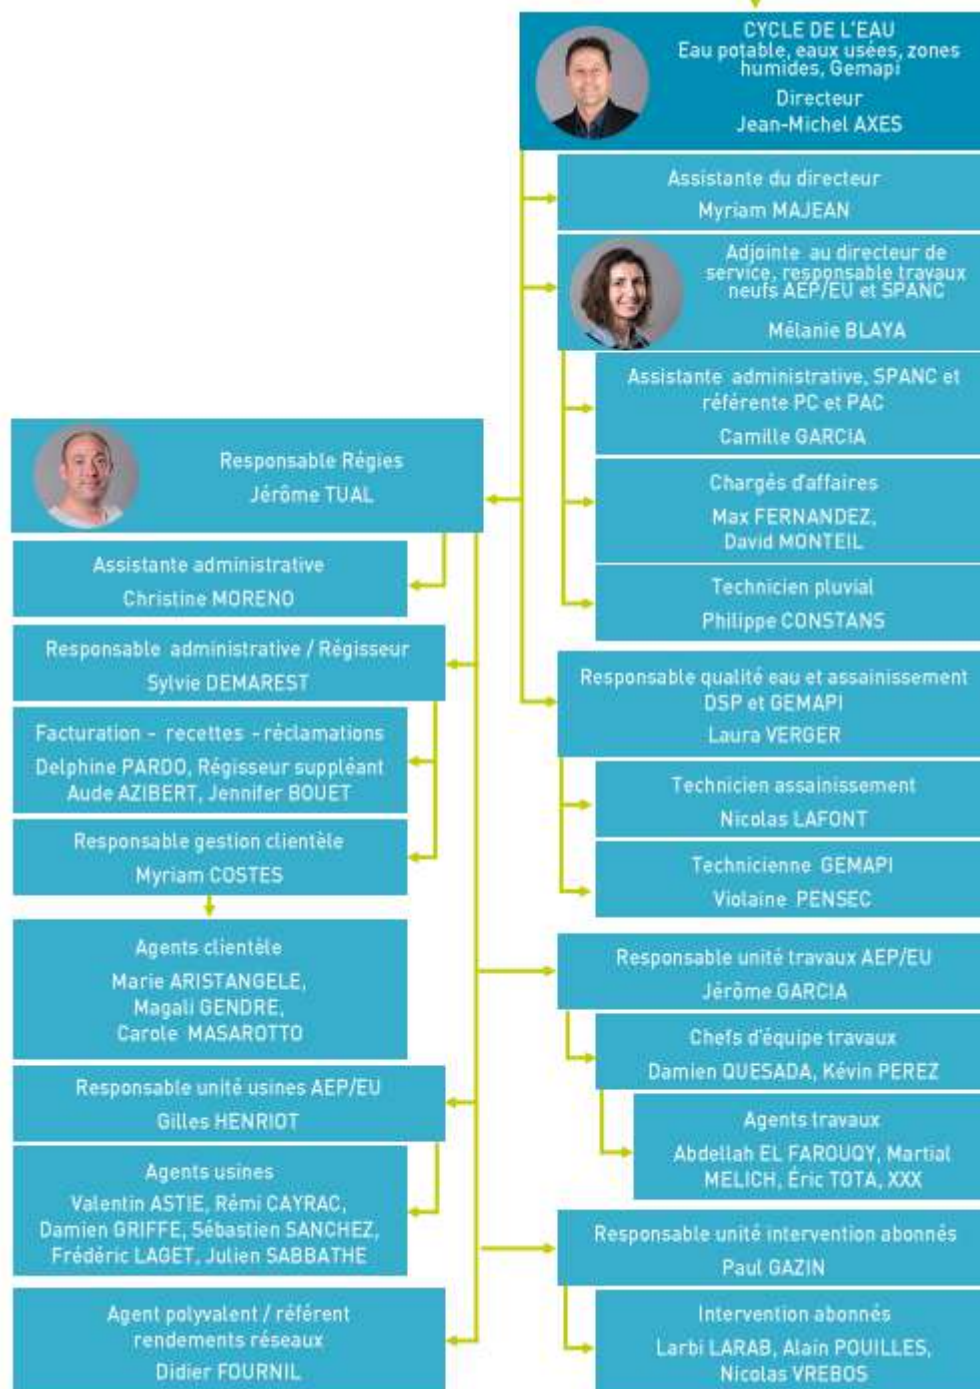 CYCLE DE L'EAU
Eau potable, eaux usées, zones
humides, Gemapi
Directeur
Jean-Michel AXES
Assistante du directeur
Myriam MAJEAN
Adjointe au directeur de
service, responsable travaux
neufs AEP/EU et SPANC
Mélanie BLAYA
Assistante administrative, SPANC et
référente PC et PAC
Camille GARCIA
Chargés d'affaires
Max FERNANDEZ,
David MONTEIL
Technicien pluvial
Philippe CONSTANS
Responsable qualité eau et assainissement
DSP et GEMAPI
Laura VERGER
Technicien assainissement
Nicolas LAFONT
Technicienne GEMAPI
Violaine PENSEC
Responsable Régies
Jérôme TUAL
Assistante administrative
Christine MORENO
Responsable administrative / Régisseur
Sylvie DEMAREST
Facturation - recettes - réclamations
Delphine PARDO, Régisseur suppléant
Aude AZIBERT, Jennifer BOUET
Responsable gestion clientèle
Myriam COSTES
Agents clientèle
Marie ARISTANGELE,
Magali GENDRE,
Carole MASAROTTO
Responsable unité usines AEP/EU
Gilles HENRIOT
Agents usines
Valentin ASTIE, Rémi CAYRAC,
Damien GRIFFE, Sébastien SANCHEZ,
Frédéric LAGET, Julien SABBATHE
Agent polyvalent / référent
rendements réseaux
Didier FOURNIL
Responsable unité travaux AEP/EU
Jérôme GARCIA
Chefs d'équipe travaux
Damien QUESADA, Kévin PEREZ
Agents travaux
Abdellah EL FAROUQY, Martial
MELICH, Éric TOTA, XXX
Responsable unité intervention abonnés
Paul GAZIN
Intervention abonnés
Larbi LARAB, Alain POUILLES,
Nicolas VREBOS